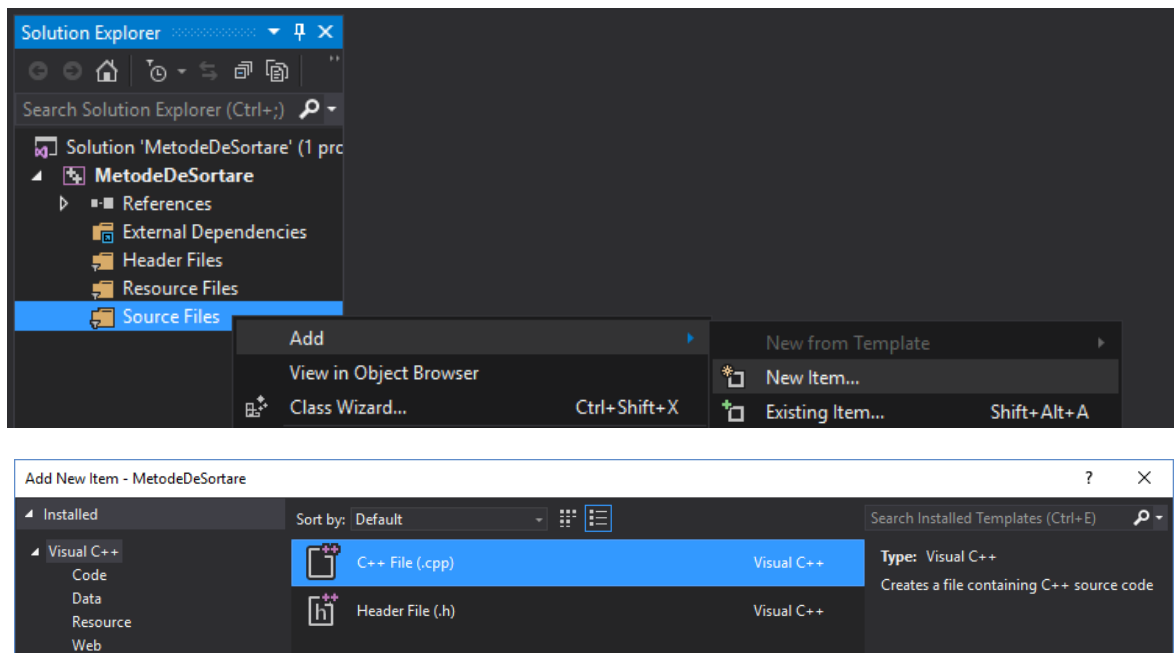 Solution Explorer
Search Solution Explorer (Ctrl+;)
Solution 'MetodeDeSortare' (1 prc
MetodeDeSortare
References
External Dependencies
Header Files
Resource Files
Source Files
Add
View in Object Browser
Class Wizard... Ctrl+Shift+X
New from Template
New Item...
Existing Item... Shift+Alt+A
Add New Item - MetodeDeSortare ?
Installed
Sort by: Default
Search Installed Templates (Ctrl+E)
Visual C++
Code
Data
Resource
Web
C++ File (.cpp) Visual C++
Header File (.h) Visual C++
Type: Visual C++
Creates a file containing C++ source code